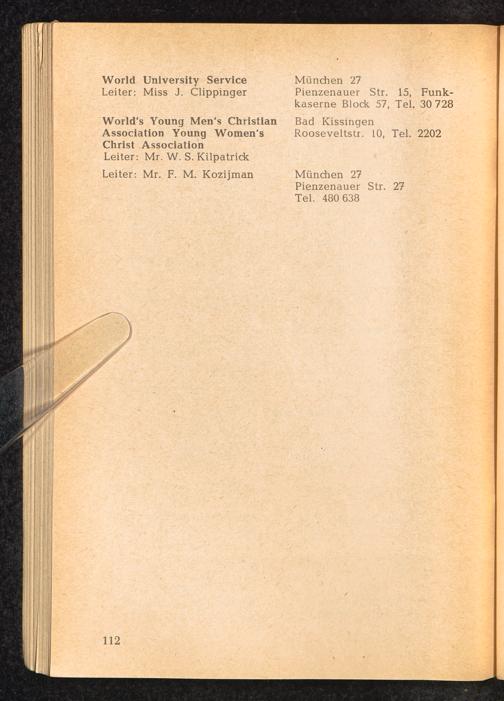 World University Service
Leiter: Miss J. Clippinger
München 27
Pienzenauer Str. 15, Funk-
kaserne Block 57, Tel. 30 728
World's Young Men's Christian
Association Young Women's
Christ Association
Leiter: Mr. W. S. Kilpatrick
Bad Kissingen
Rooseveltstr. 10, Tel. 2202
Leiter: Mr. F. M. Kozijman
München 27
Pienzenauer Str. 27
Tel. 480 638
112